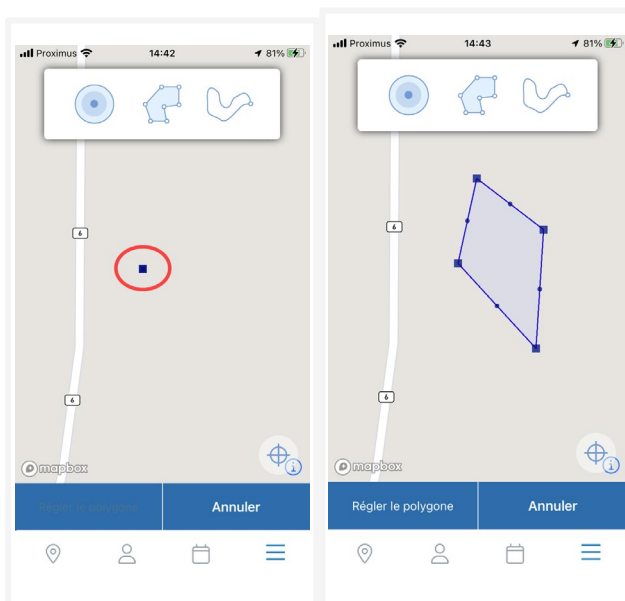 Proximus 14:42 81%
6
6
mapbox
Régler le polygone Annuler
Proximus 14:43 81%
6
6
mapbox
Régler le polygone Annuler